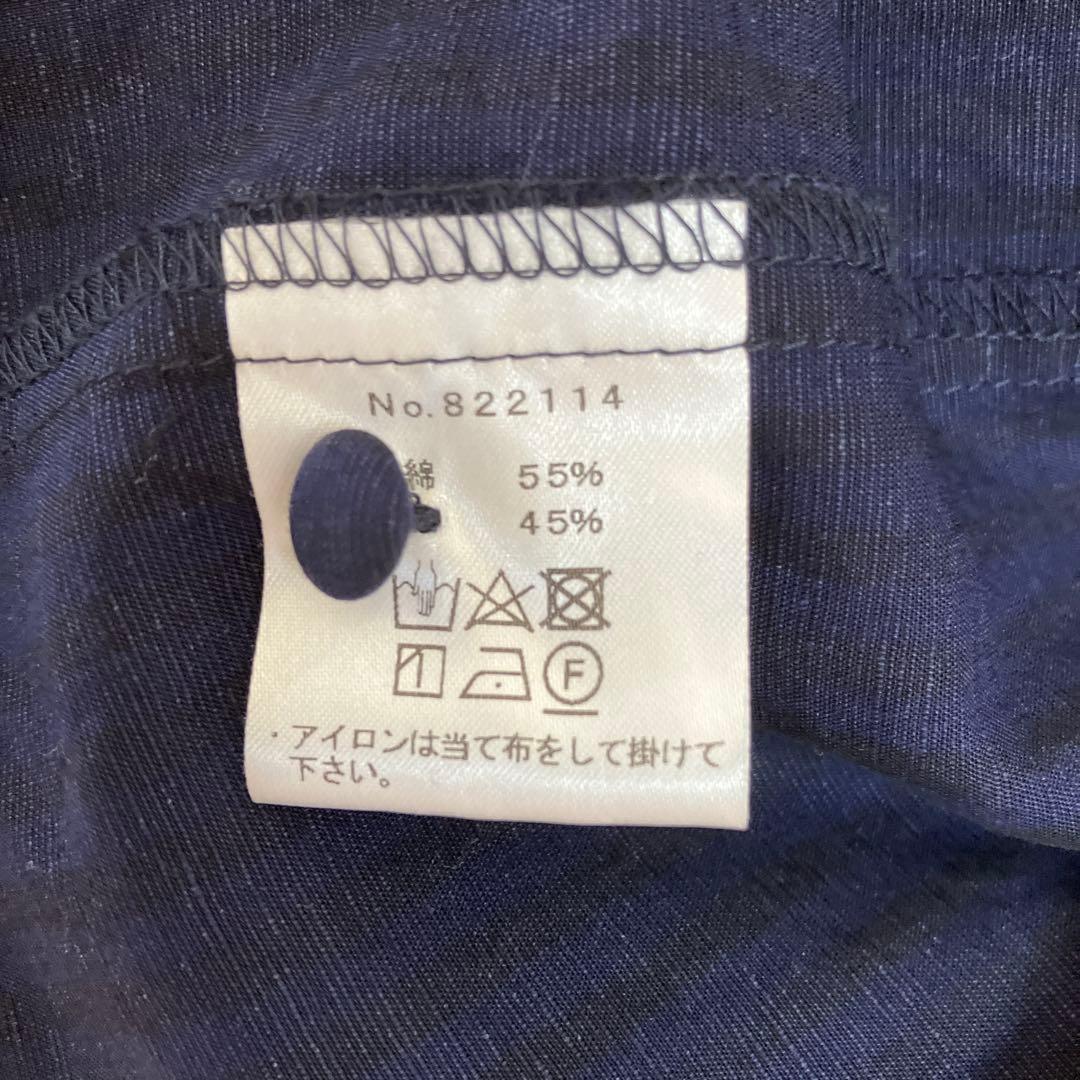 No.822114
綿 55%
45%
F
・アイロンは当て布をして掛けて
下さい。